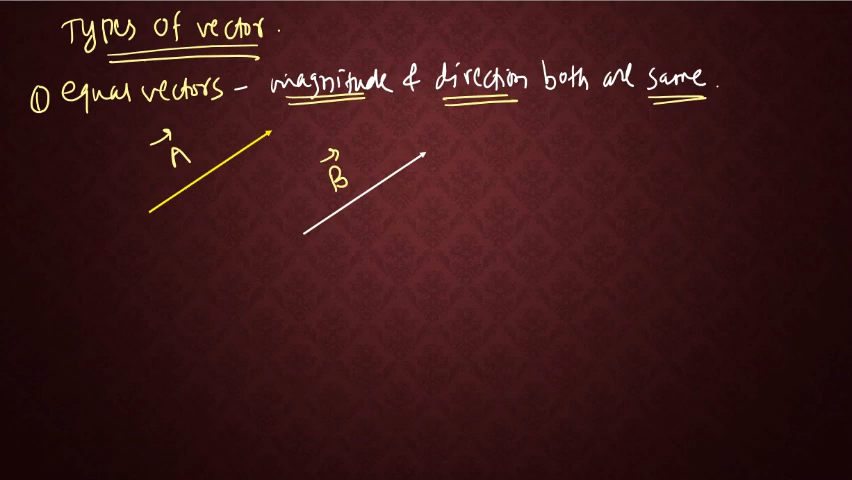 Types of vector.
① equal vectors - magnitude & direction both are same.
A
B